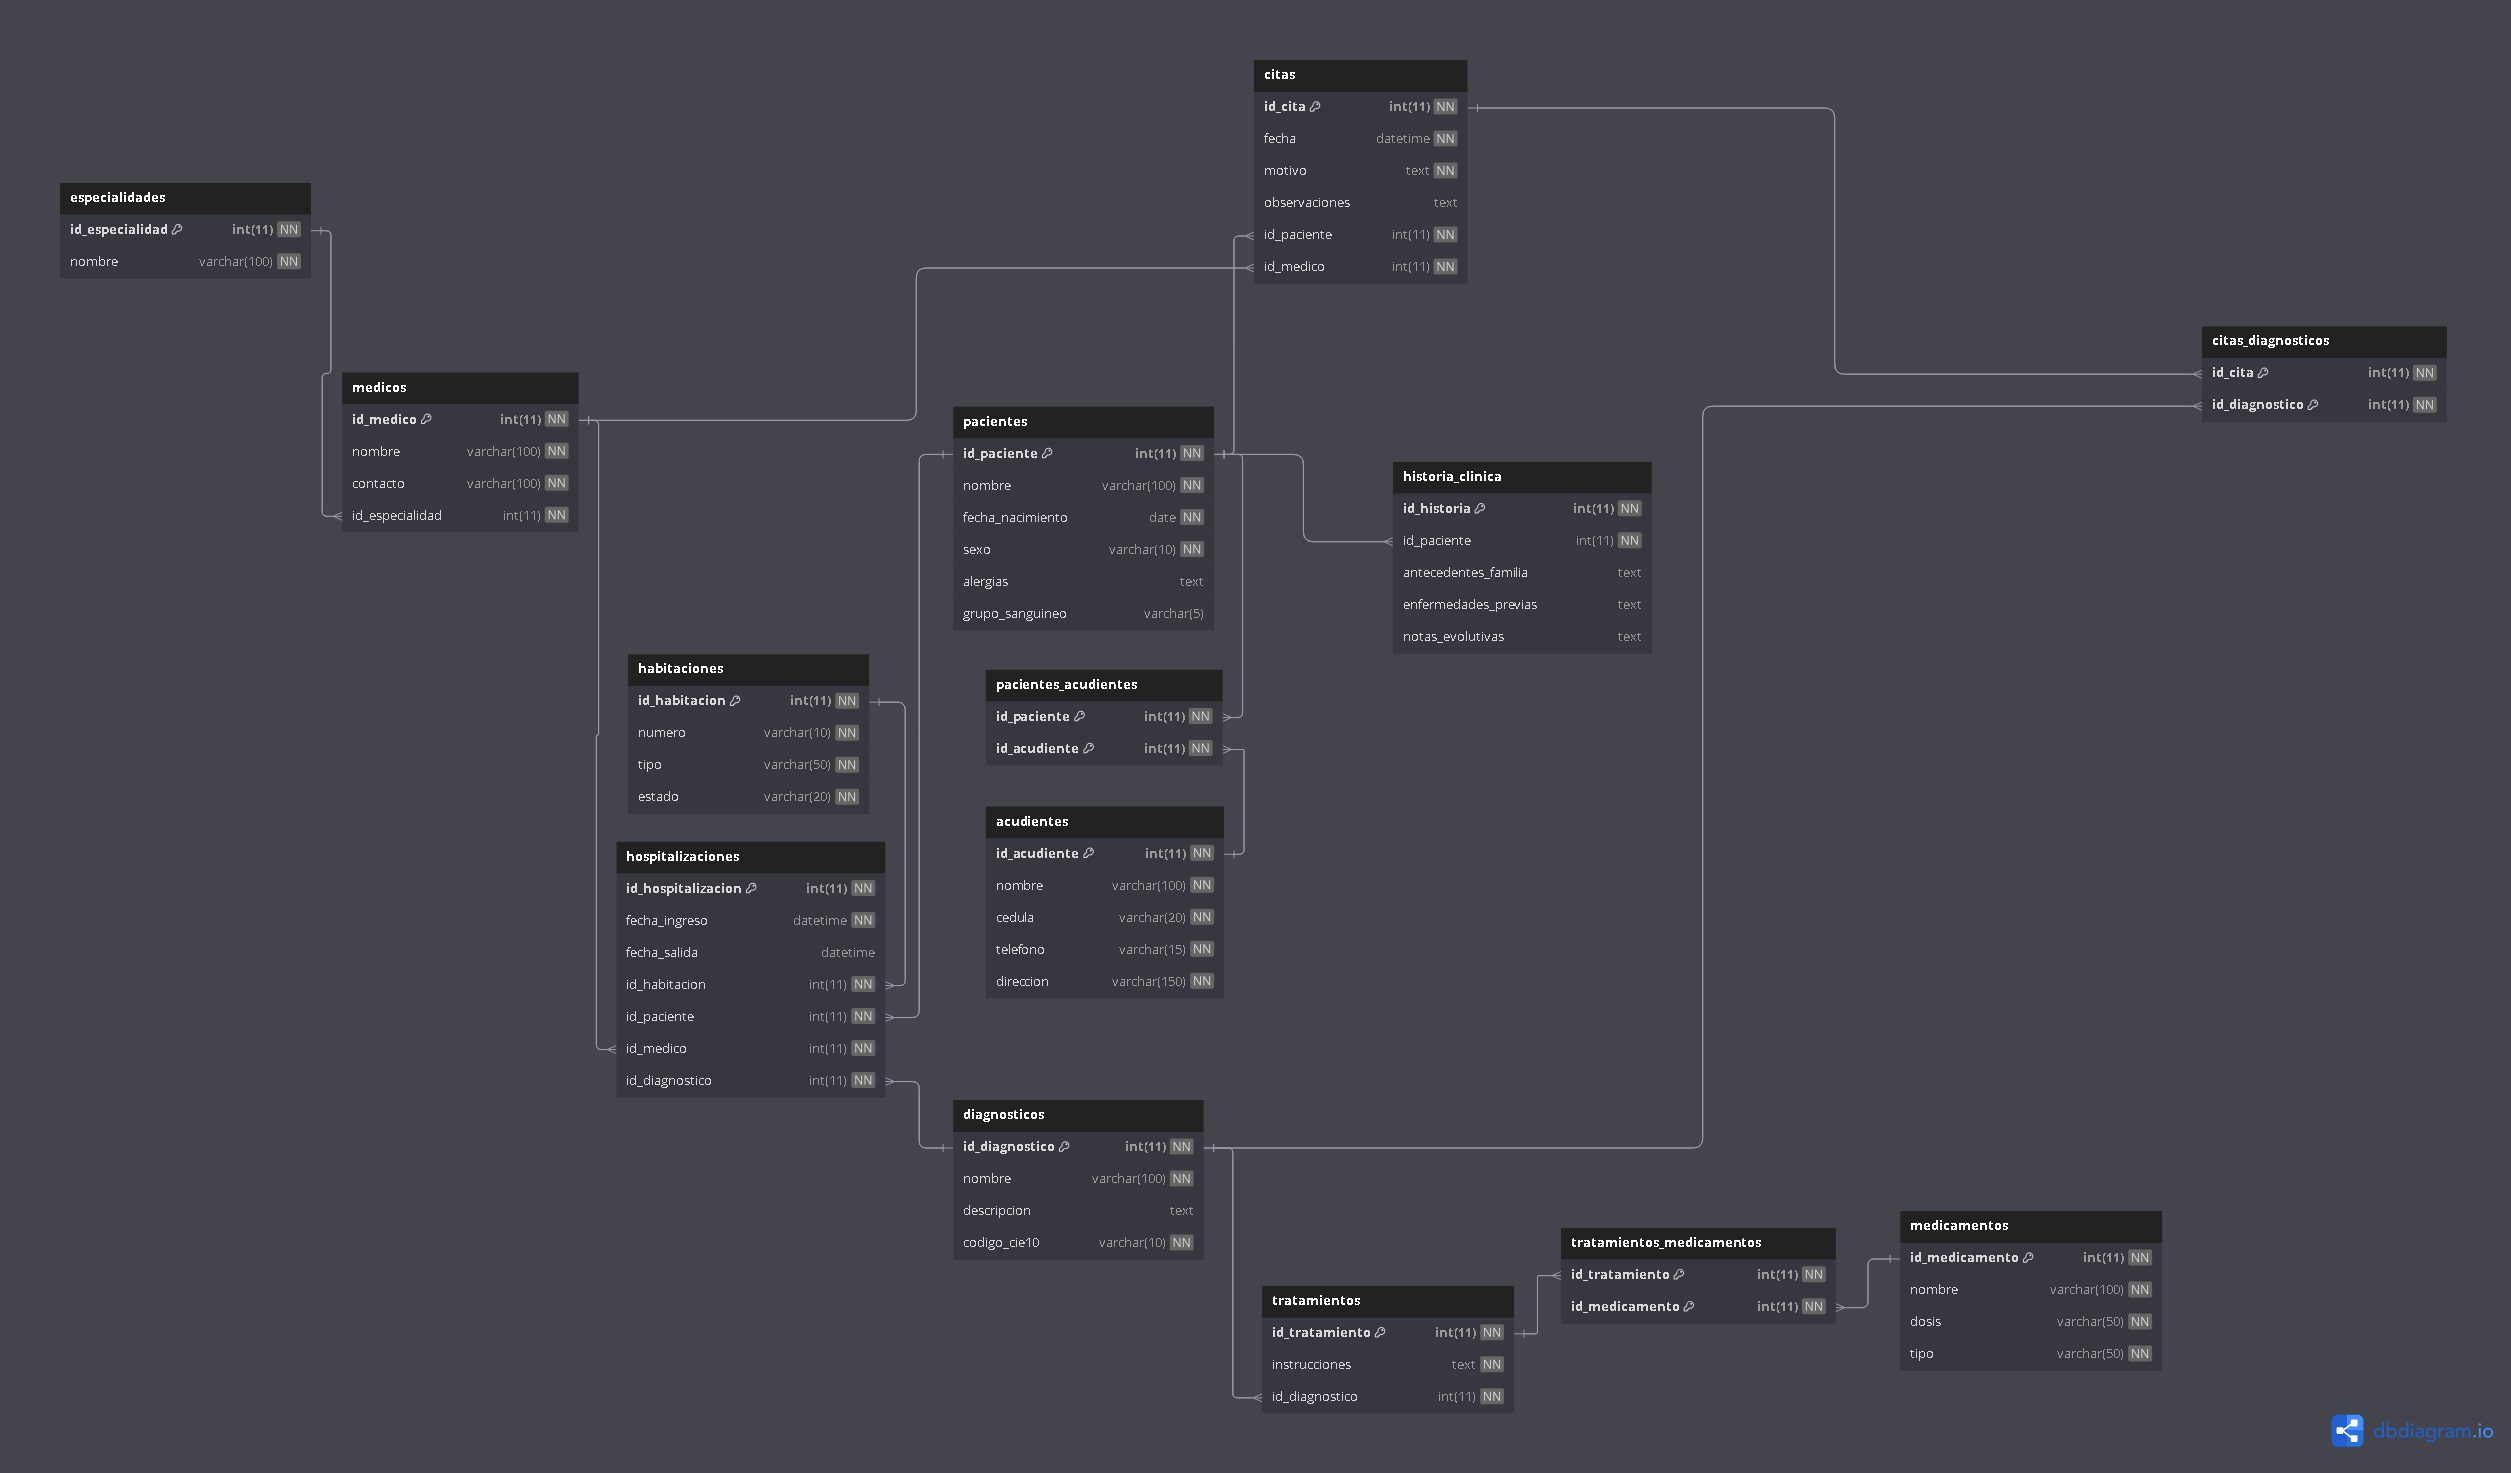 especialidades
id_especialidad int(11) NN
nombre varchar(100) NN
medicos
id_medico int(11) NN
nombre varchar(100) NN
contacto varchar(100) NN
id_especialidad int(11) NN
citas
id_cita int(11) NN
fecha datetime NN
motivo text NN
observaciones text
id_paciente int(11) NN
id_medico int(11) NN
citas_diagnosticos
id_cita int(11) NN
id_diagnostico int(11) NN
pacientes
id_paciente int(11) NN
nombre varchar(100) NN
fecha_nacimiento date NN
sexo varchar(10) NN
alergias text
grupo_sanguineo varchar(5)
historia_clinica
id_historia int(11) NN
id_paciente int(11) NN
antecedentes_familia text
enfermedades_previas text
notas_evolutivas text
habitaciones
id_habitacion int(11) NN
numero varchar(10) NN
tipo varchar(50) NN
estado varchar(20) NN
pacientes_acudientes
id_paciente int(11) NN
id_acudiente int(11) NN
acudientes
id_acudiente int(11) NN
nombre varchar(100) NN
cedula varchar(20) NN
telefono varchar(15) NN
direccion varchar(150) NN
hospitalizaciones
id_hospitalizacion int(11) NN
fecha_ingreso datetime NN
fecha_salida datetime
id_habitacion int(11) NN
id_paciente int(11) NN
id_medico int(11) NN
id_diagnostico int(11) NN
diagnosticos
id_diagnostico int(11) NN
nombre varchar(100) NN
descripcion text
codigo_cie10 varchar(10) NN
tratamientos
id_tratamiento int(11) NN
instrucciones text NN
id_diagnostico int(11) NN
tratamientos_medicamentos
id_tratamiento int(11) NN
id_medicamento int(11) NN
medicamentos
id_medicamento int(11) NN
nombre varchar(100) NN
dosis varchar(50) NN
tipo varchar(50) NN
dbdiagram.io